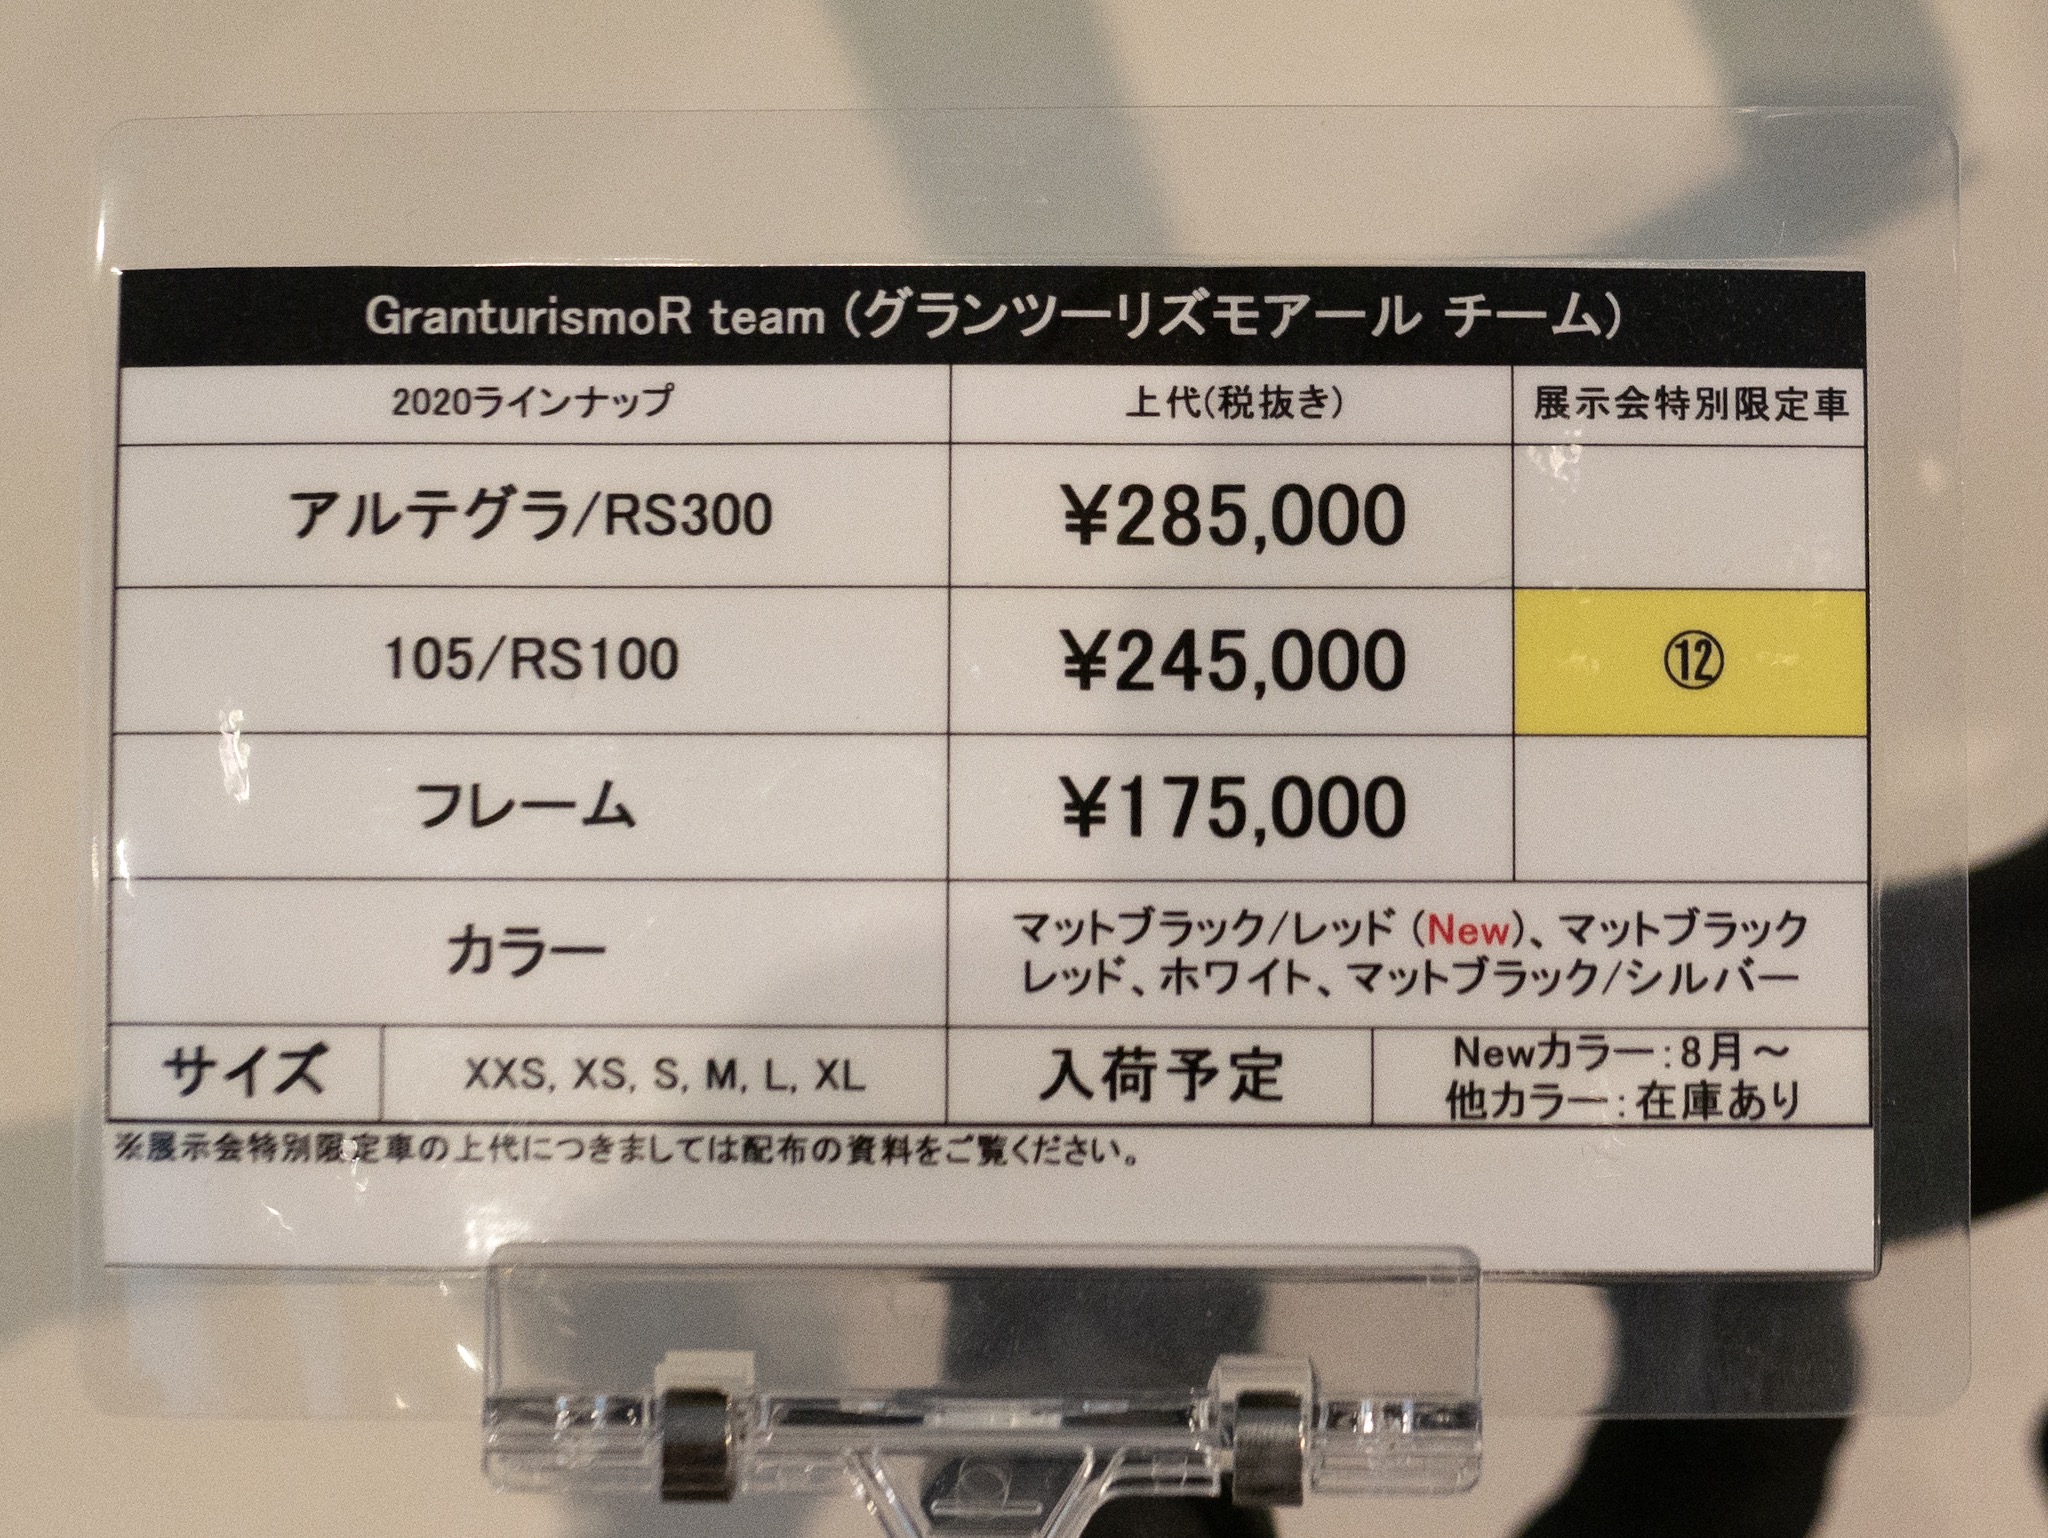 GranturismoR team (グランツーリズモアール チーム)
2020ラインナップ 上代(税抜き) 展示会特別限定車
アルテグラ/RS300 ¥285,000
105/RS100 ¥245,000 ⑫
フレーム ¥175,000
カラー
マットブラック/レッド (New)、マットブラック
レッド、ホワイト、マットブラック/シルバー
サイズ XXS, XS, S, M, L, XL 入荷予定
Newカラー：8月～
他カラー：在庫あり
※展示会特別限定車の上代につきましては配布の資料をご覧ください。